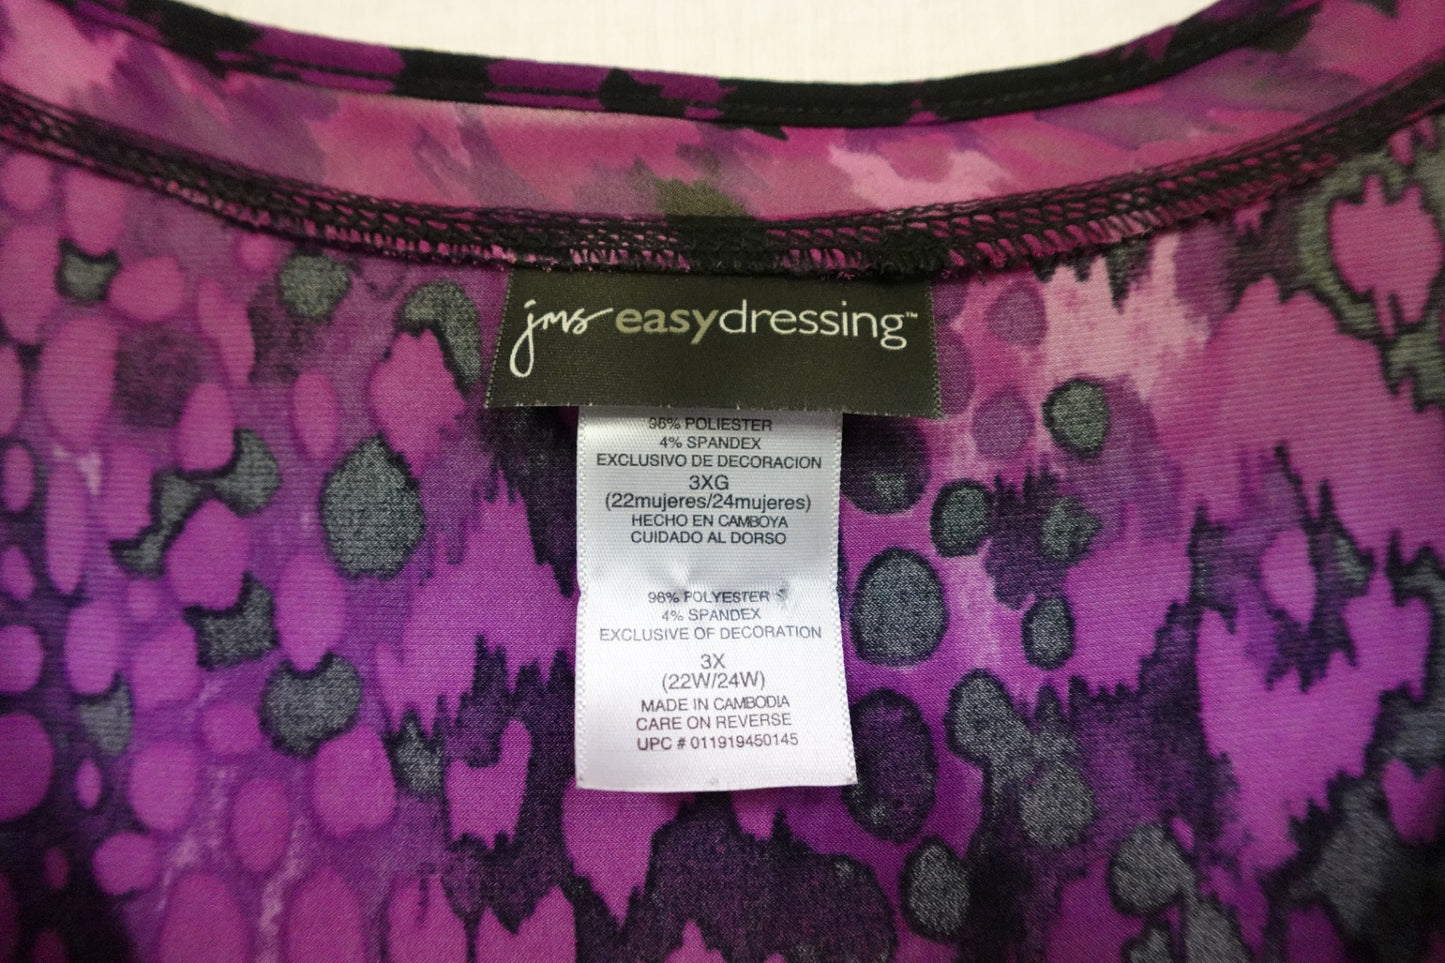 jms easydressing™
96% POLIESTER
4% SPANDEX
EXCLUSIVO DE DECORACION
3XG
(22mujeres/24mujeres)
HECHO EN CAMBOYA
CUIDADO AL DORSO
96% POLYESTER
4% SPANDEX
EXCLUSIVE OF DECORATION
3X
(22W/24W)
MADE IN CAMBODIA
CARE ON REVERSE
UPC # 011919450145